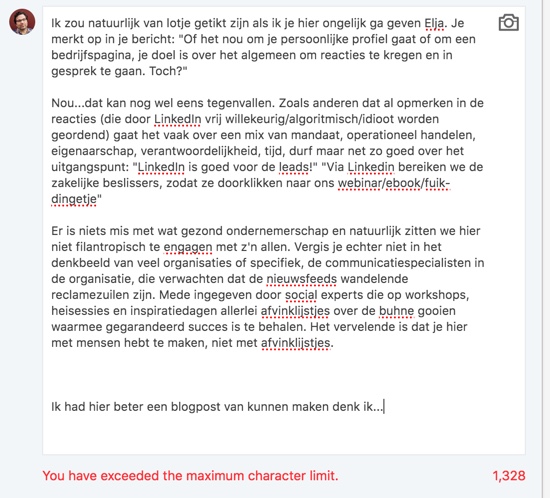 Ik zou natuurlijk van lotje getikt zijn als ik je hier ongelijk ga geven Elja. Je
merkt op in je bericht: "Of het nou om je persoonlijke profiel gaat of om een
bedrijfspagina, je doel is over het algemeen om reacties te kregen en in
gesprek te gaan. Toch?"
Nou...dat kan nog wel eens tegenvallen. Zoals anderen dat al opmerken in de
reacties (die door LinkedIn vrij willekeurig/algoritmisch/idioot worden
geordend) gaat het vaak over een mix van mandaat, operationeel handelen,
eigenaarschap, verantwoordelijkheid, tijd, durf maar net zo goed over het
uitgangspunt: "LinkedIn is goed voor de leads!" "Via Linkedin bereiken we de
zakelijke beslissers, zodat ze doorklikken naar ons webinar/ebook/fuik-
dingetje"
Er is niets mis met wat gezond ondernemerschap en natuurlijk zitten we hier
niet filantropisch te engagen met z'n allen. Vergis je echter niet in het
denkbeeld van veel organisaties of specifiek, de communicatiespecialisten in
de organisatie, die verwachten dat de nieuwsfeeds wandelende
reclamezuilen zijn. Mede ingegeven door social experts die op workshops,
heisessies en inspiratiedagen allerlei afvinklijstjes over de buhne gooien
waarmee gegarandeerd succes is te behalen. Het vervelende is dat je hier
met mensen hebt te maken, niet met afvinklijstjes.
Ik had hier beter een blogpost van kunnen maken denk ik...
You have exceeded the maximum character limit. 1,328